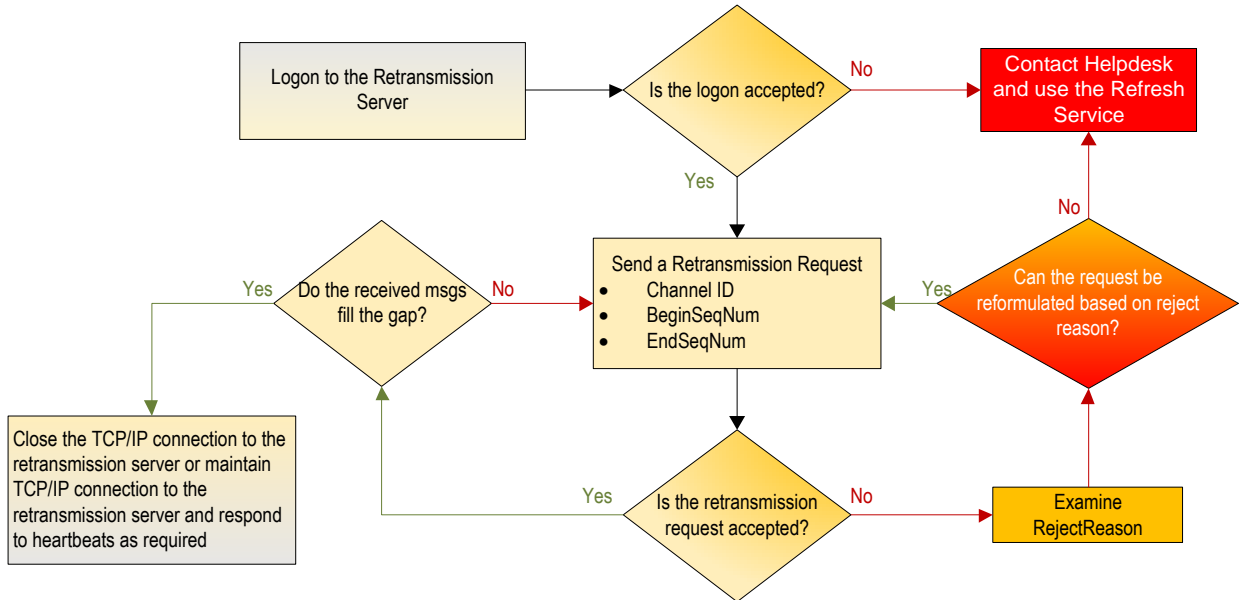 Logon to the Retransmission
Server
Is the logon accepted?
No
Contact Helpdesk
and use the Refresh
Service
Yes
No
Send a Retransmission Request
• Channel ID
• BeginSeqNum
• EndSeqNum
Yes
Do the received msgs
fill the gap?
No
Yes
Can the request be
reformulated based on reject
reason?
Close the TCP/IP connection to the
retransmission server or maintain
TCP/IP connection to the
retransmission server and respond
to heartbeats as required
Yes
Is the retransmission
request accepted?
No
Examine
RejectReason